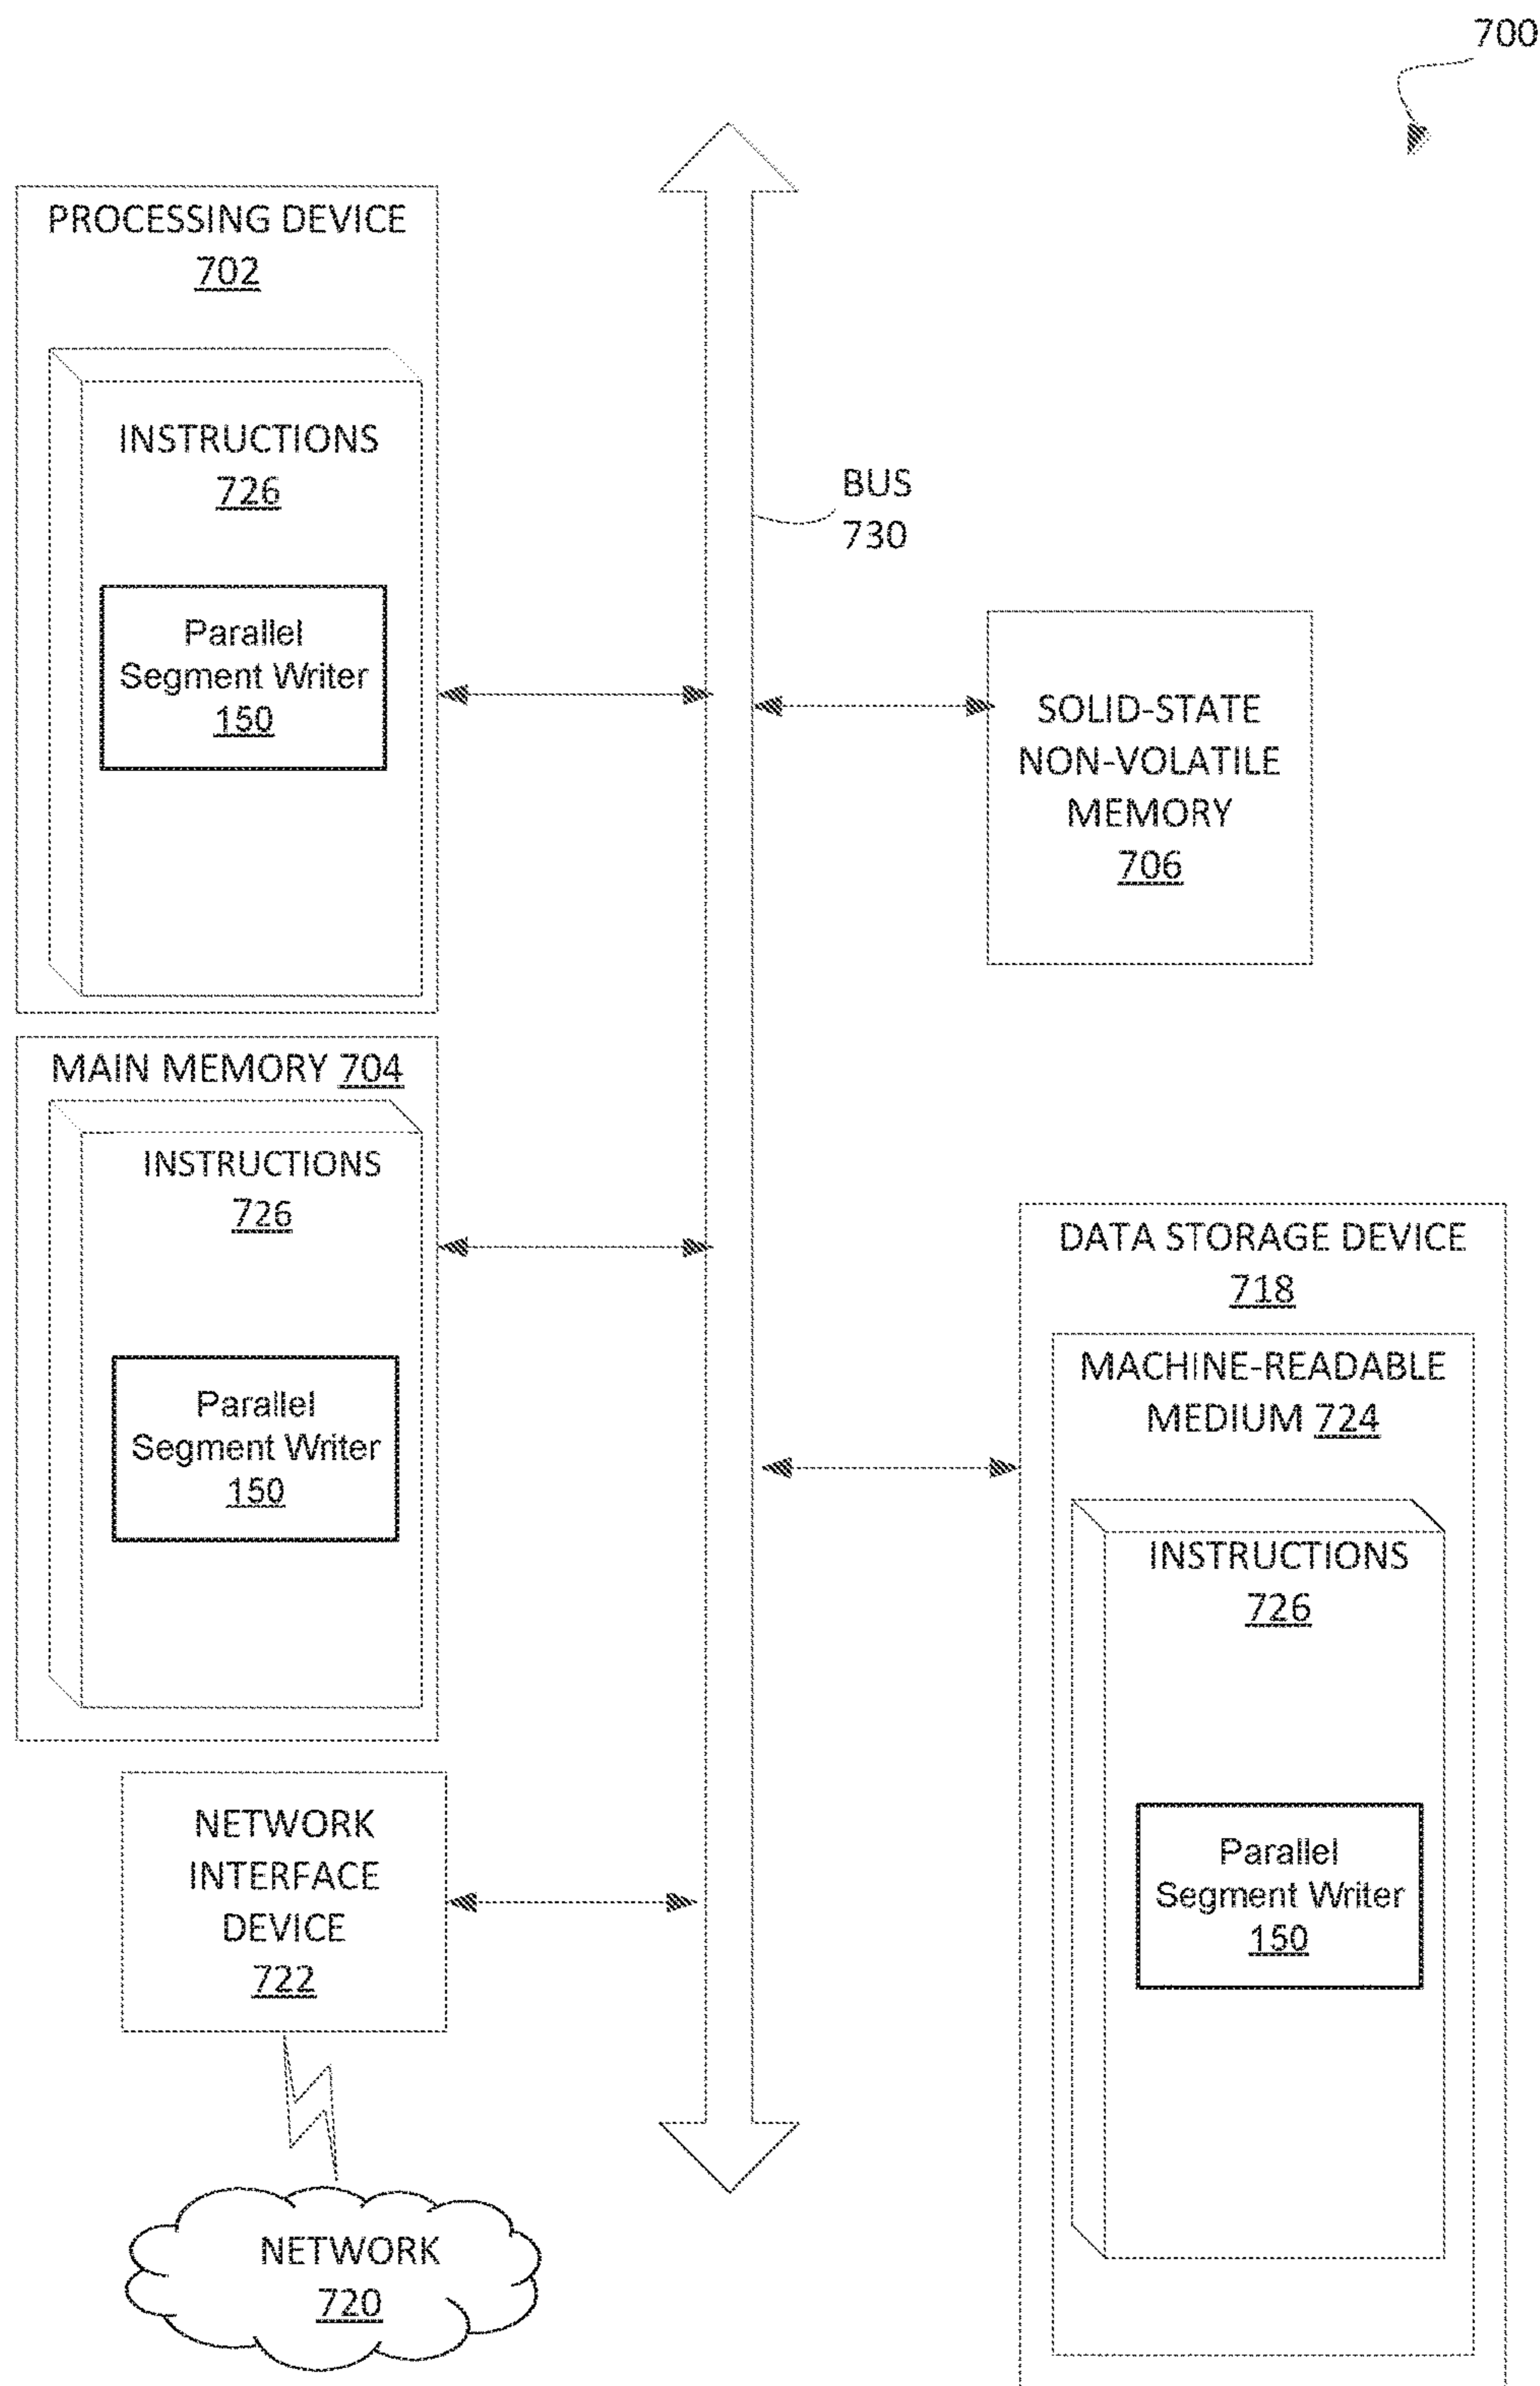 700
PROCESSING DEVICE
702
INSTRUCTIONS
726
Parallel
Segment Writer
150
BUS
730
SOLID-STATE
NON-VOLATILE
MEMORY
706
MAIN MEMORY 704
INSTRUCTIONS
726
Parallel
Segment Writer
150
DATA STORAGE DEVICE
718
MACHINE-READABLE
MEDIUM 724
INSTRUCTIONS
726
Parallel
Segment Writer
150
NETWORK
INTERFACE
DEVICE
722
NETWORK
720